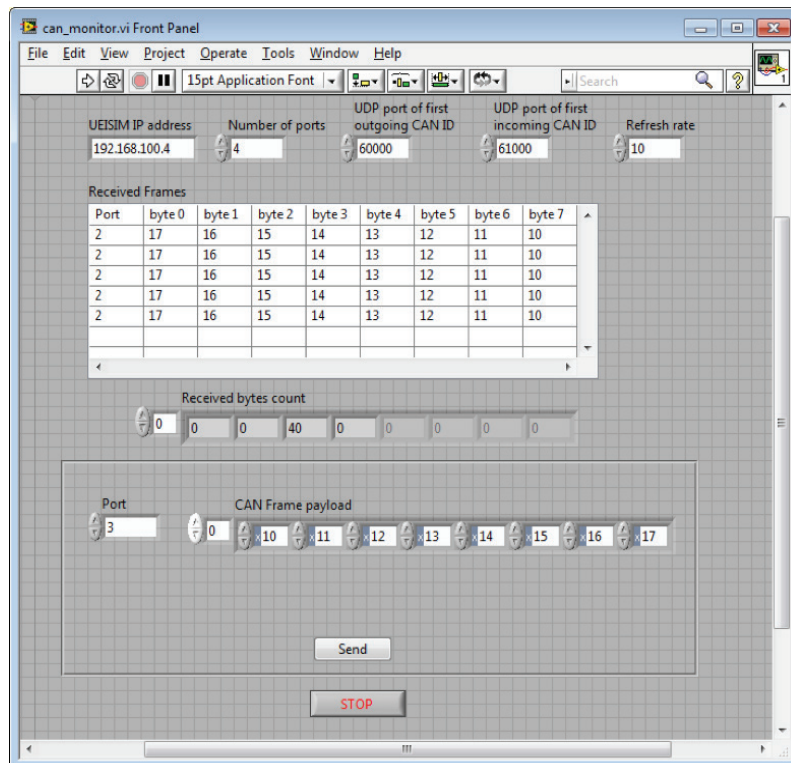 can_monitor.vi Front Panel
File Edit View Project Operate Tools Window Help
15pt Application Font Search ? 1
UEISIM IP address Number of ports UDP port of first outgoing CAN ID UDP port of first incoming CAN ID Refresh rate
192.168.100.4 4 60000 61000 10
Received Frames
Port byte 0 byte 1 byte 2 byte 3 byte 4 byte 5 byte 6 byte 7
2 17 16 15 14 13 12 11 10
2 17 16 15 14 13 12 11 10
2 17 16 15 14 13 12 11 10
2 17 16 15 14 13 12 11 10
2 17 16 15 14 13 12 11 10
Received bytes count
0 0 0 40 0 0 0 0 0
Port CAN Frame payload
3 0 x10 x11 x12 x13 x14 x15 x16 x17
Send
STOP